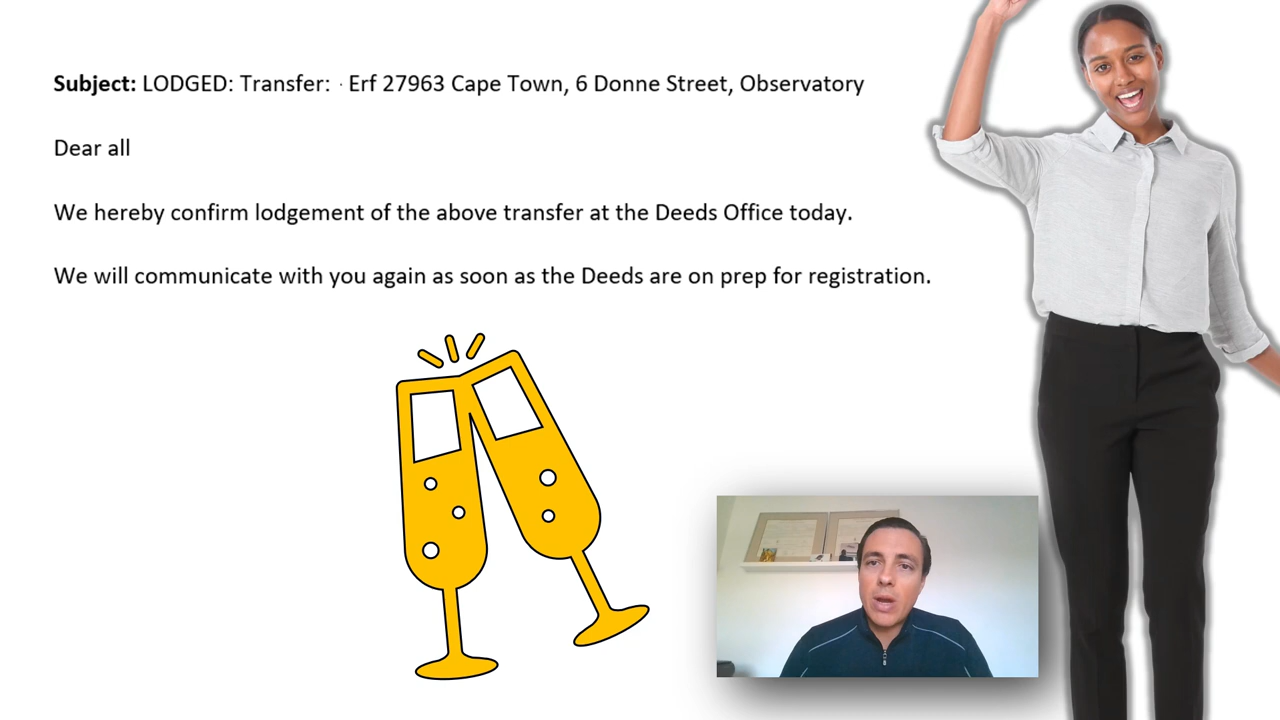 Subject: LODGED: Transfer: · Erf 27963 Cape Town, 6 Donne Street, Observatory
Dear all
We hereby confirm lodgement of the above transfer at the Deeds Office today.
We will communicate with you again as soon as the Deeds are on prep for registration.